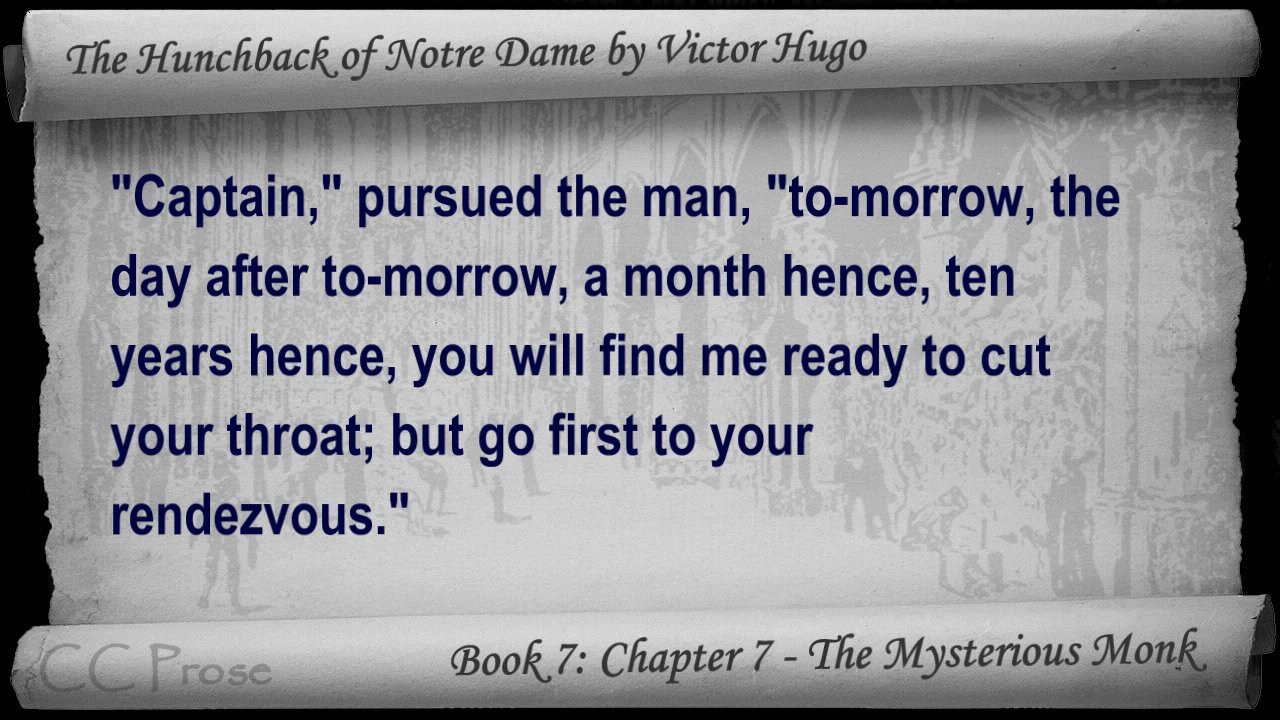 The Hunchback of Notre Dame by Victor Hugo
"Captain," pursued the man, "to-morrow, the
day after to-morrow, a month hence, ten
years hence, you will find me ready to cut
your throat; but go first to your
rendezvous."
CC Prose
Book 7: Chapter 7 - The Mysterious Monk